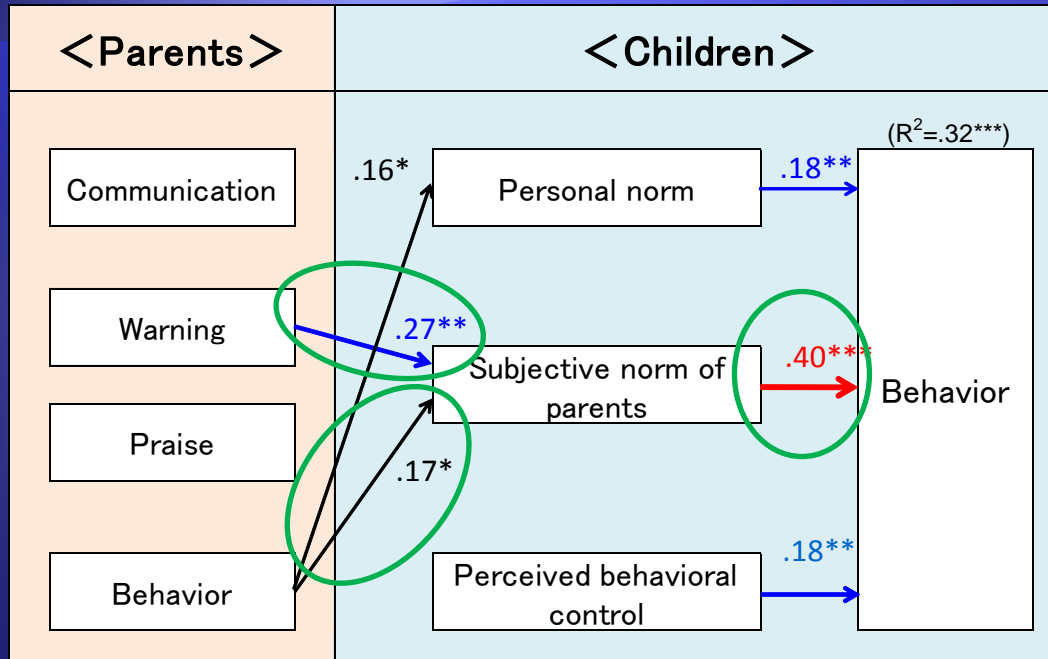 ＜Parents＞
＜Children＞
(R²=.32***)
Communication
.16*
Personal norm
.18**
Warning
.27**
Subjective norm of
parents
.40***
Behavior
Praise
.17*
Behavior
Perceived behavioral
control
.18**